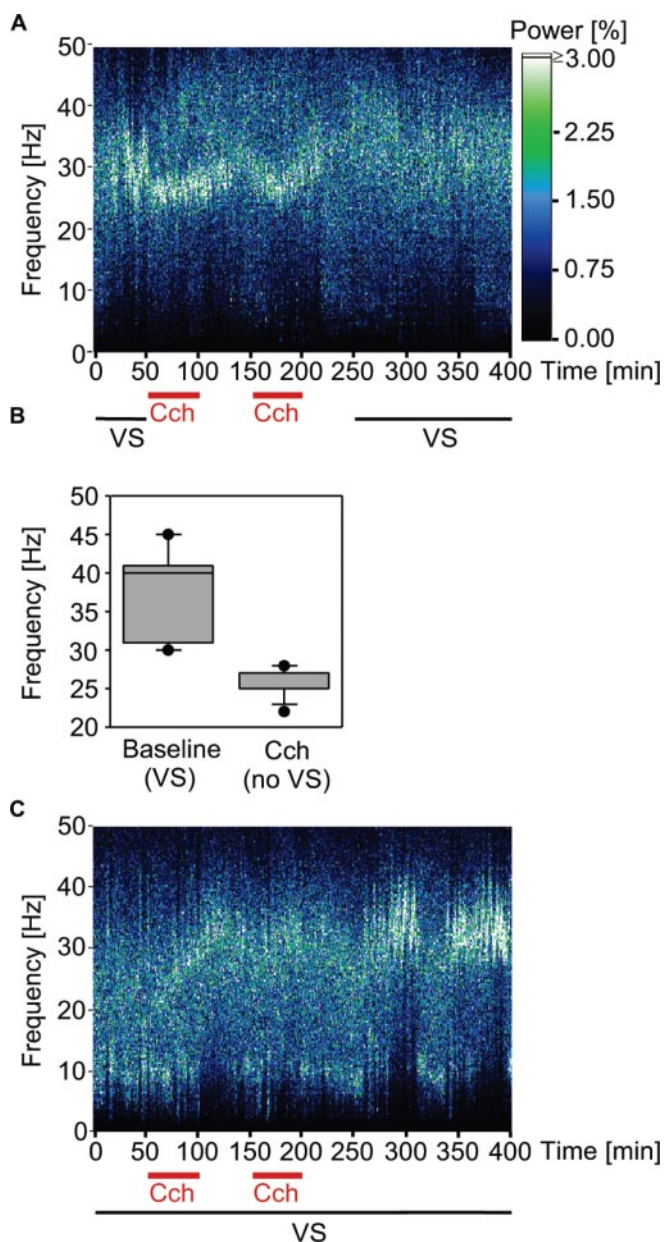 A
Power [%]
50
40
30
20
10
0
Frequency [Hz]
≥3.00
2.25
1.50
0.75
0.00
0 50 100 150 200 250 300 350 400 Time [min]
Cch Cch
VS VS
B
50
45
40
35
30
25
20
Frequency [Hz]
Baseline (VS)
Cch (no VS)
C
50
40
30
20
10
0
Frequency [Hz]
0 50 100 150 200 250 300 350 400 Time [min]
Cch Cch
VS